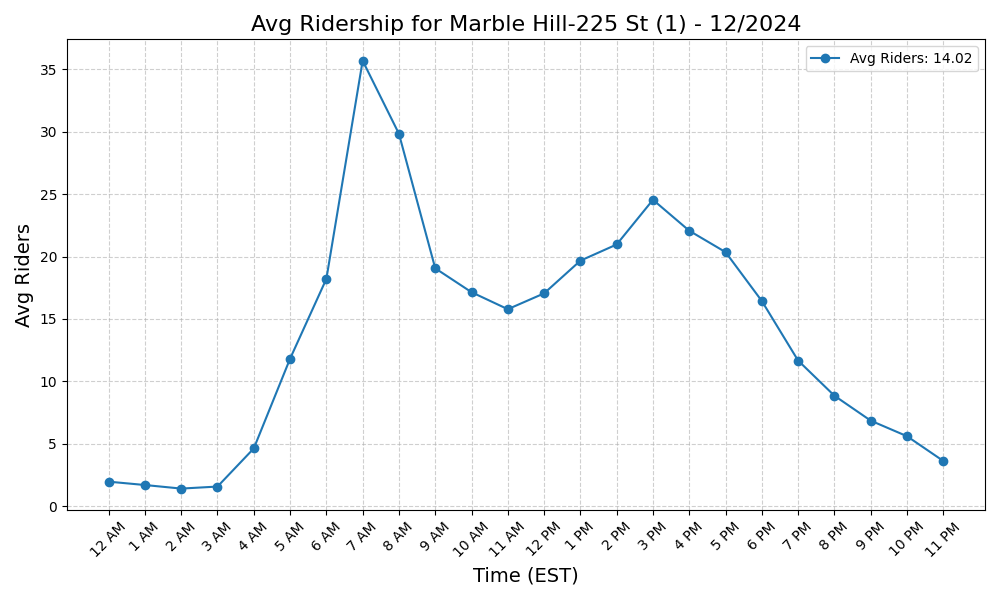 Avg Ridership for Marble Hill-225 St (1) - 12/2024
Avg Riders: 14.02
Avg Riders
35
30
25
20
15
10
5
0
12 AM
1 AM
2 AM
3 AM
4 AM
5 AM
6 AM
7 AM
8 AM
9 AM
10 AM
11 AM
12 PM
1 PM
2 PM
3 PM
4 PM
5 PM
6 PM
7 PM
8 PM
9 PM
10 PM
11 PM
Time (EST)